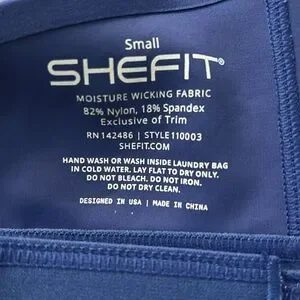 Small
SHEFIT®
MOISTURE WICKING FABRIC
82% Nylon, 18% Spandex
Exclusive of Trim
RN 142486 | STYLE 110003
SHEFIT.COM
HAND WASH OR WASH INSIDE LAUNDRY BAG
IN COLD WATER. LAY FLAT TO DRY ONLY.
DO NOT BLEACH. DO NOT IRON.
DO NOT DRY CLEAN.
DESIGNED IN USA | MADE IN CHINA